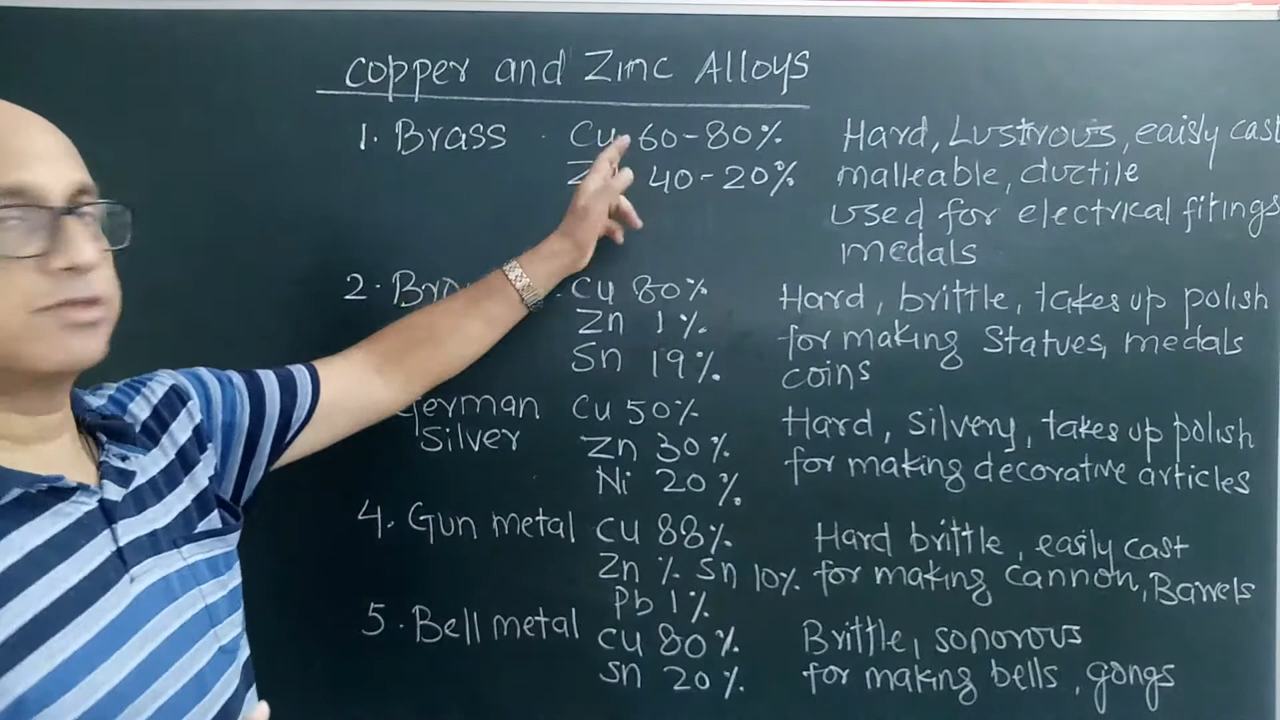 Copper and Zinc Alloys
1. Brass Cu 60-80% Hard, Lustrous, eaisly cast
40-20% malleable, ductile
used for electrical fitings
medals
2. Cu 80% Hard, brittle, takes up polish
Zn 1% for making Statues, medals
Sn 19% coins
German Cu 50% Hard, silvery, takes up polish
Silver Zn 30% for making decorative articles
Ni 20%
4. Gun metal Cu 88% Hard brittle, easily cast
Zn % Sn 10% for making cannon, Barrels
Pb 1%
5. Bell metal Cu 80% Brittle, sonorous
Sn 20% for making bells, gongs